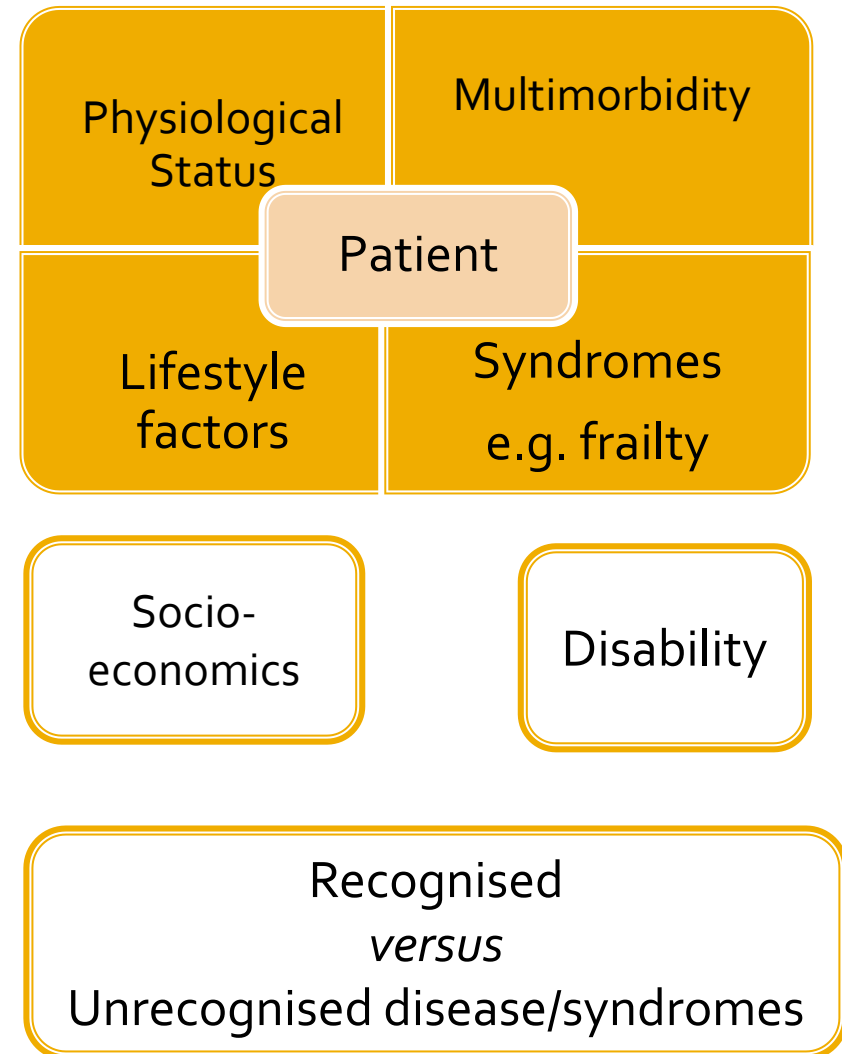 Physiological
Status
Multimorbidity
Patient
Lifestyle
factors
Syndromes
e.g. frailty
Socio-
economics
Disability
Recognised
versus
Unrecognised disease/syndromes